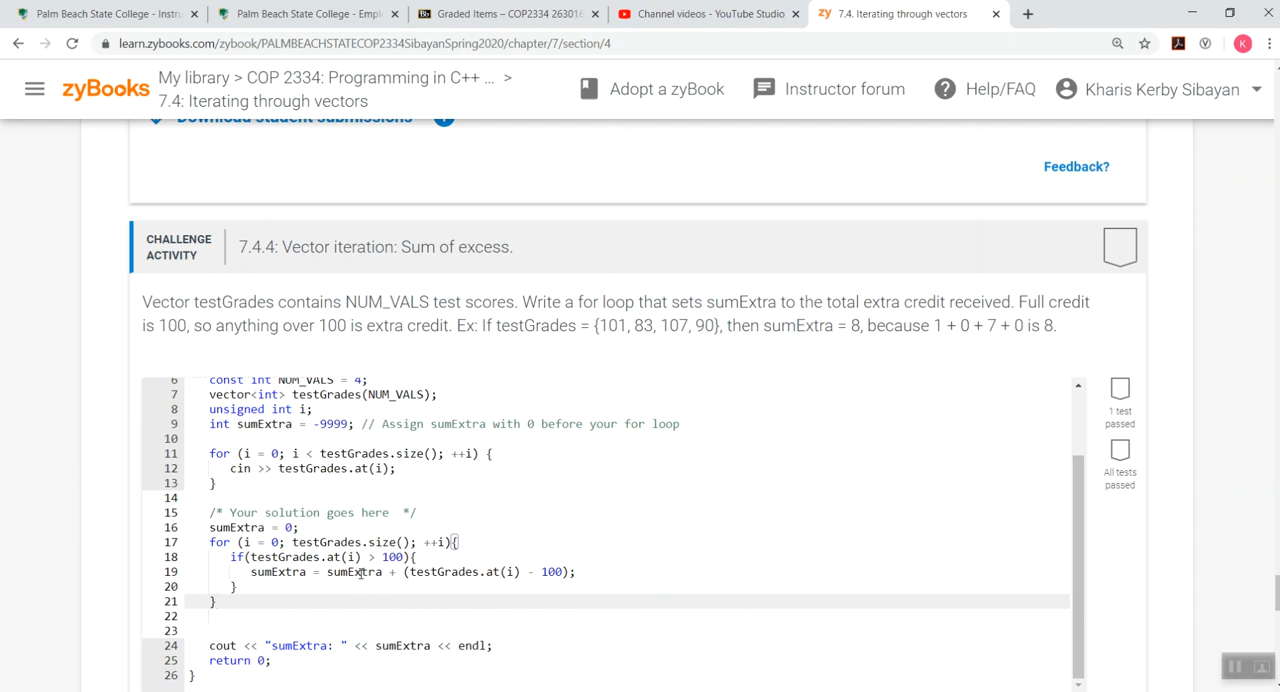 Palm Beach State College - Instru
Palm Beach State College - Empl
Bb Graded Items – COP2334 26301
Channel videos - YouTube Studio
zy 7.4. Iterating through vectors
learn.zybooks.com/zybook/PALMBEACHSTATECOP2334SibayanSpring2020/chapter/7/section/4
K
zyBooks
My library > COP 2334: Programming in C++ ... >
7.4: Iterating through vectors
Adopt a zyBook
Instructor forum
Help/FAQ
Kharis Kerby Sibayan
Download student submissions
Feedback?
CHALLENGE
ACTIVITY
7.4.4: Vector iteration: Sum of excess.
Vector testGrades contains NUM_VALS test scores. Write a for loop that sets sumExtra to the total extra credit received. Full credit
is 100, so anything over 100 is extra credit. Ex: If testGrades = {101, 83, 107, 90}, then sumExtra = 8, because 1 + 0 + 7 + 0 is 8.
6 const int NUM_VALS = 4;
7 vector<int> testGrades(NUM_VALS);
8 unsigned int i;
9 int sumExtra = -9999; // Assign sumExtra with 0 before your for loop
10
11 for (i = 0; i < testGrades.size(); ++i) {
12 cin >> testGrades.at(i);
13 }
14
15 /* Your solution goes here */
16 sumExtra = 0;
17 for (i = 0; testGrades.size(); ++i){
18 if(testGrades.at(i) > 100){
19 sumExtra = sumExtra + (testGrades.at(i) - 100);
20 }
21 }
22
23
24 cout << "sumExtra: " << sumExtra << endl;
25 return 0;
26 }
1 test
passed
All tests
passed